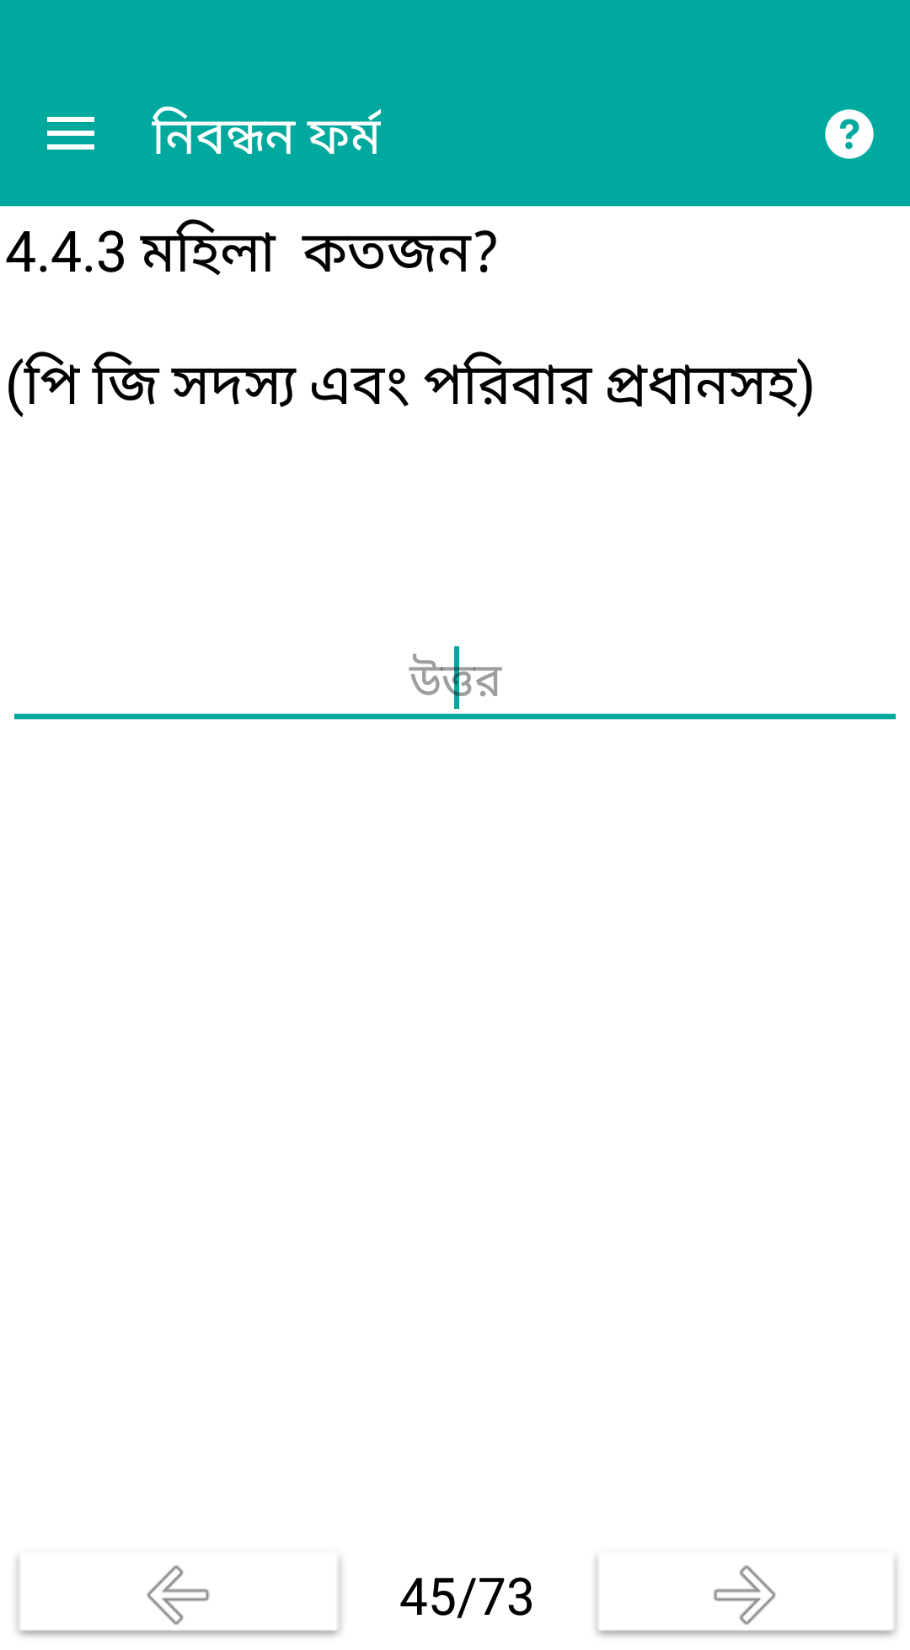 নিবন্ধন ফর্ম
4.4.3 মহিলা  কতজন?
(পি জি সদস্য এবং পরিবার প্রধানসহ)
উত্তর
45/73